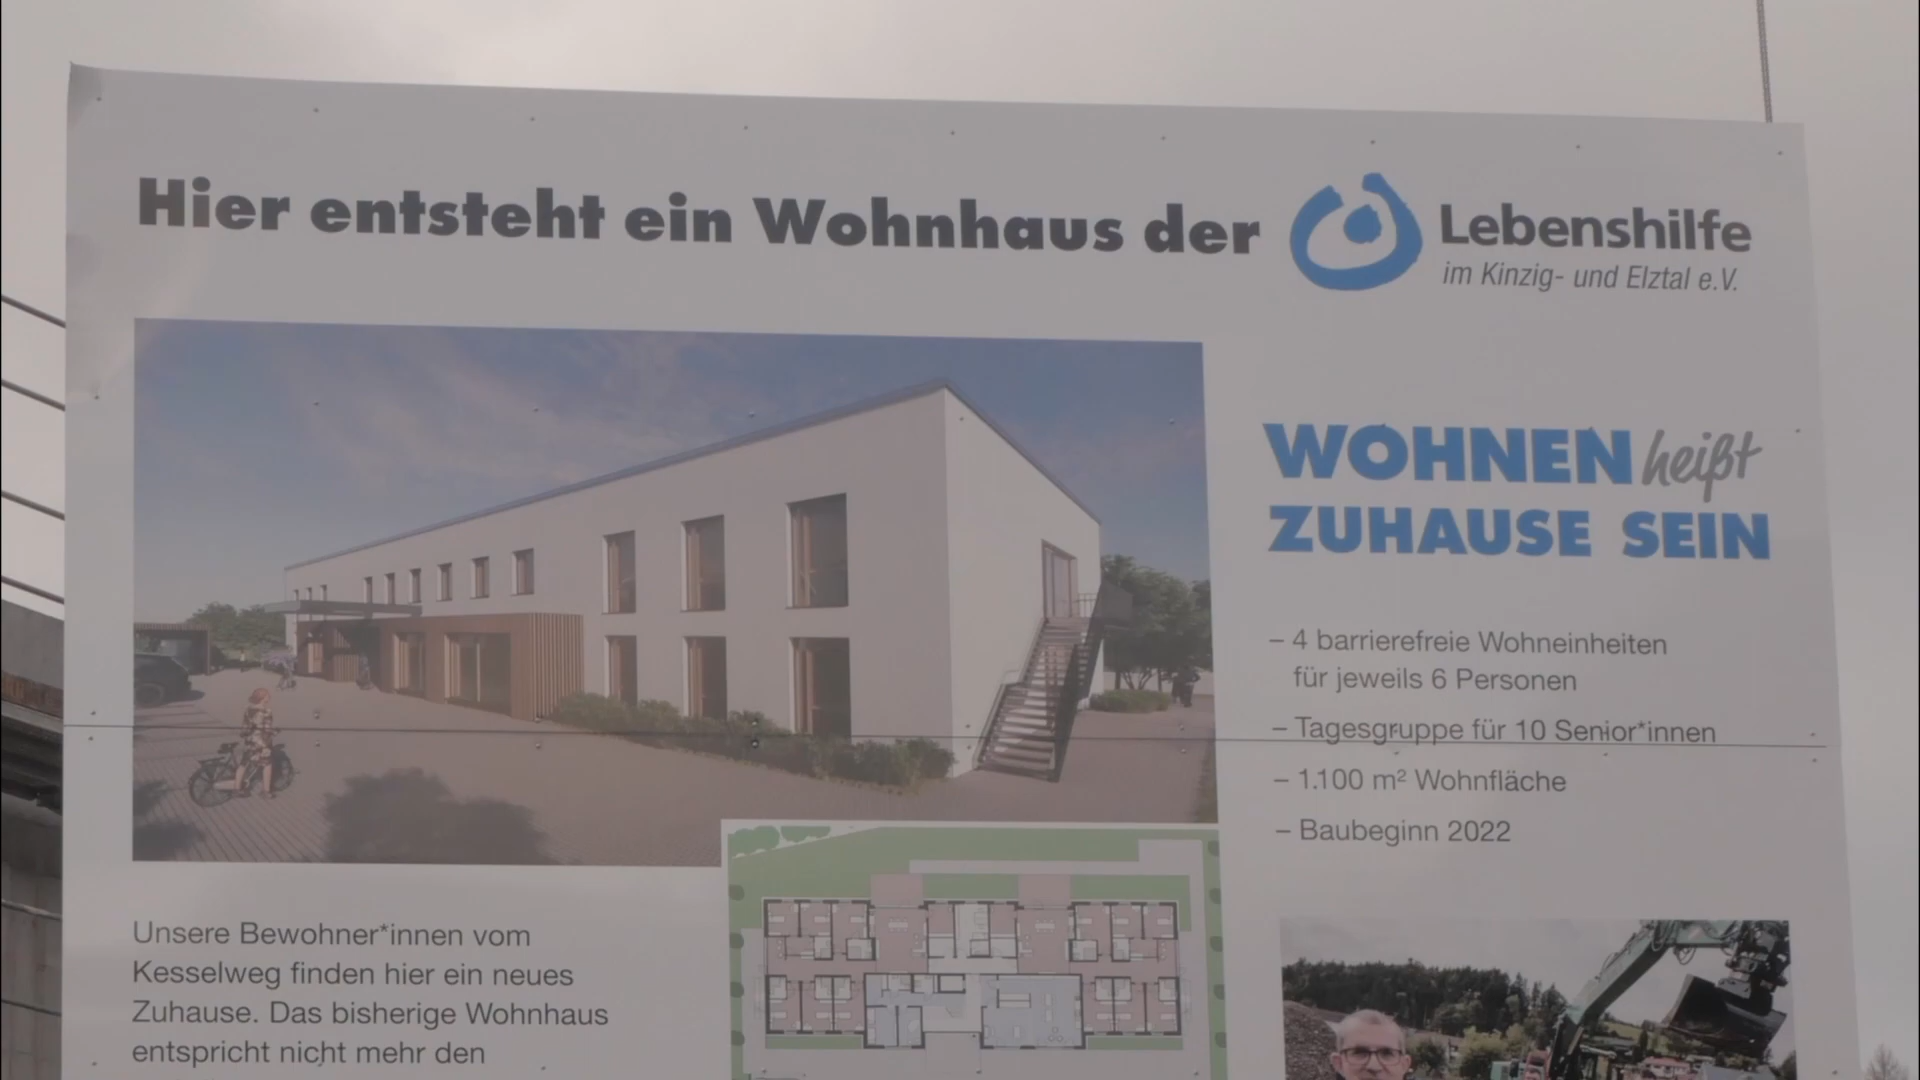 Hier entsteht ein Wohnhaus der
Lebenshilfe
im Kinzig- und Elztal e.V.
WOHNEN heißt
ZUHAUSE SEIN
– 4 barrierefreie Wohneinheiten
für jeweils 6 Personen
– Tagesgruppe für 10 Senior*innen
– 1.100 m² Wohnfläche
– Baubeginn 2022
Unsere Bewohner*innen vom
Kesselweg finden hier ein neues
Zuhause. Das bisherige Wohnhaus
entspricht nicht mehr den